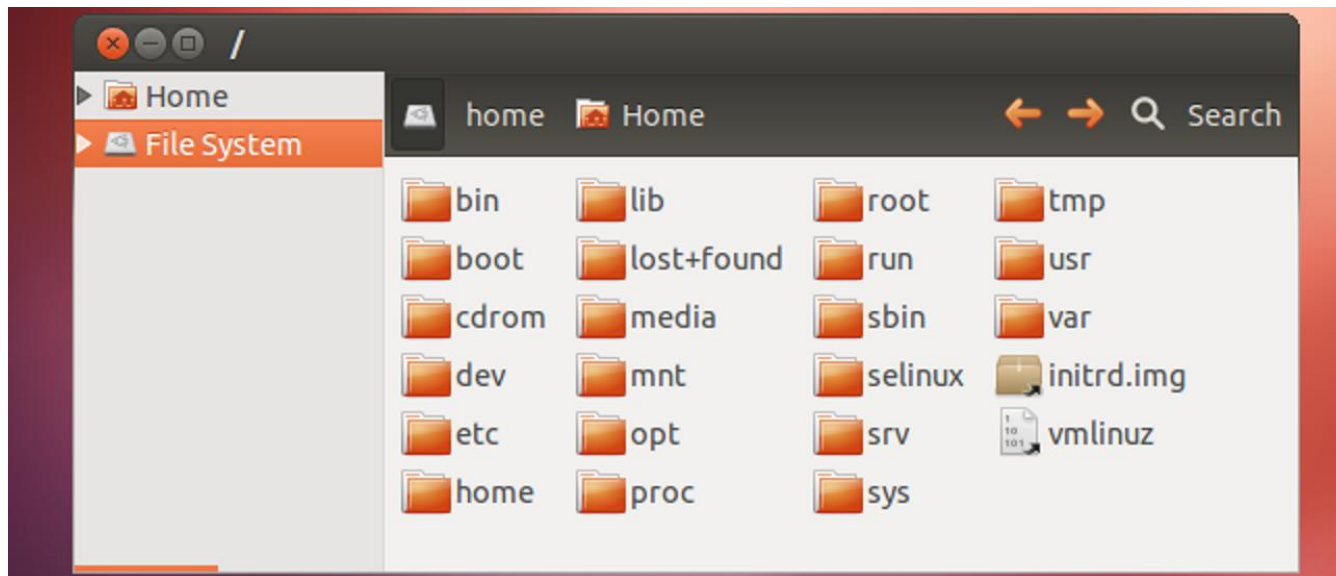 /
Home
File System
home Home Search
bin lib root tmp
boot lost+found run usr
cdrom media sbin var
dev mnt selinux initrd.img
etc opt srv vmlinuz
home proc sys